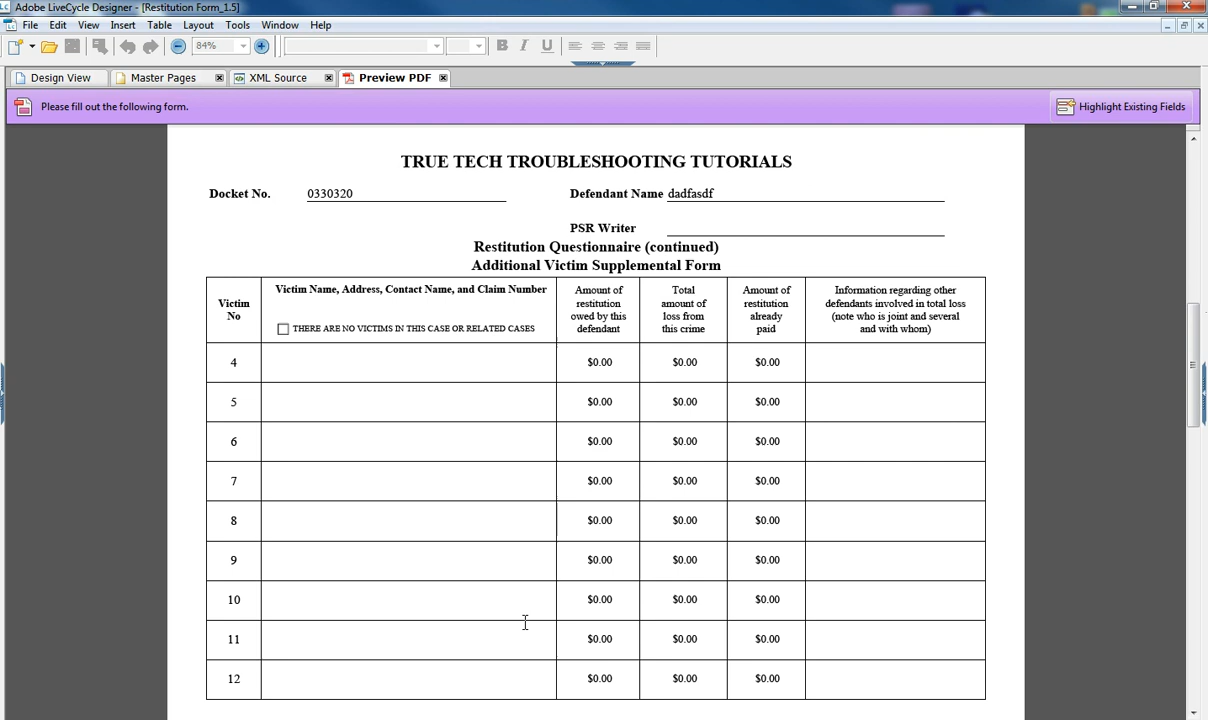 Adobe LiveCycle Designer - [Restitution Form_1.5]
File Edit View Insert Table Layout Tools Window Help
84% B I U
Design View Master Pages XML Source Preview PDF
Please fill out the following form. Highlight Existing Fields
TRUE TECH TROUBLESHOOTING TUTORIALS
Docket No. 0330320 Defendant Name dadfasdf
PSR Writer
Restitution Questionnaire (continued)
Additional Victim Supplemental Form
Victim No
Victim Name, Address, Contact Name, and Claim Number
THERE ARE NO VICTIMS IN THIS CASE OR RELATED CASES
Amount of
restitution
owed by this
defendant
Total
amount of
loss from
this crime
Amount of
restitution
already
paid
Information regarding other
defendants involved in total loss
(note who is joint and several
and with whom)
4 $0.00 $0.00 $0.00
5 $0.00 $0.00 $0.00
6 $0.00 $0.00 $0.00
7 $0.00 $0.00 $0.00
8 $0.00 $0.00 $0.00
9 $0.00 $0.00 $0.00
10 $0.00 $0.00 $0.00
11 $0.00 $0.00 $0.00
12 $0.00 $0.00 $0.00